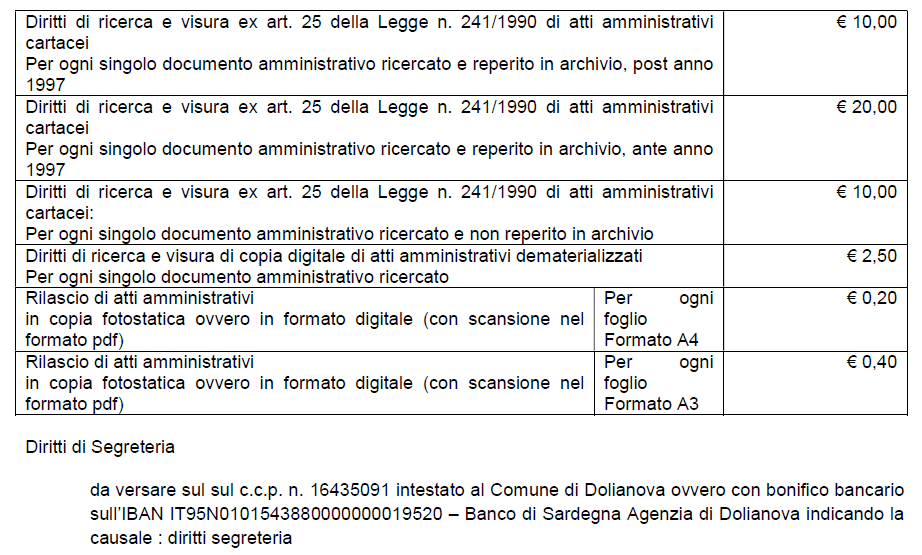 Diritti di ricerca e visura ex art. 25 della Legge n. 241/1990 di atti amministrativi € 10,00
cartacei
Per ogni singolo documento amministrativo ricercato e reperito in archivio, post anno
1997
Diritti di ricerca e visura ex art. 25 della Legge n. 241/1990 di atti amministrativi € 20,00
cartacei
Per ogni singolo documento amministrativo ricercato e reperito in archivio, ante anno
1997
Diritti di ricerca e visura ex art. 25 della Legge n. 241/1990 di atti amministrativi € 10,00
cartacei:
Per ogni singolo documento amministrativo ricercato e non reperito in archivio
Diritti di ricerca e visura di copia digitale di atti amministrativi dematerializzati € 2,50
Per ogni singolo documento amministrativo ricercato
Rilascio di atti amministrativi Per ogni € 0,20
in copia fotostatica ovvero in formato digitale (con scansione nel foglio
formato pdf) Formato A4
Rilascio di atti amministrativi Per ogni € 0,40
in copia fotostatica ovvero in formato digitale (con scansione nel foglio
formato pdf) Formato A3
Diritti di Segreteria
da versare sul sul c.c.p. n. 16435091 intestato al Comune di Dolianova ovvero con bonifico bancario
sull'IBAN IT95N0101543880000000019520 – Banco di Sardegna Agenzia di Dolianova indicando la
causale : diritti segreteria